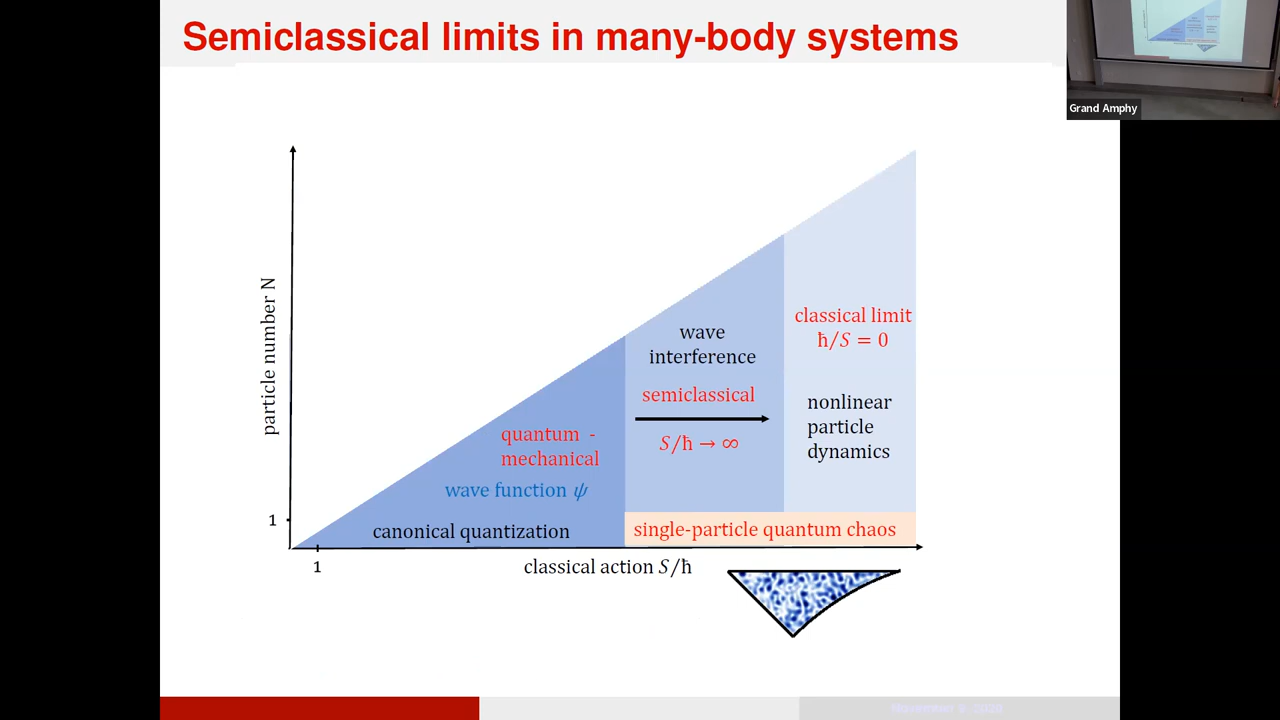 Semiclassical limits in many-body systems
Grand Amphy
particle number N
wave
interference
classical limit
ħ/S = 0
semiclassical
S/ħ → ∞
nonlinear
particle
dynamics
quantum -
mechanical
wave function ψ
canonical quantization
single-particle quantum chaos
1
1
classical action S/ħ